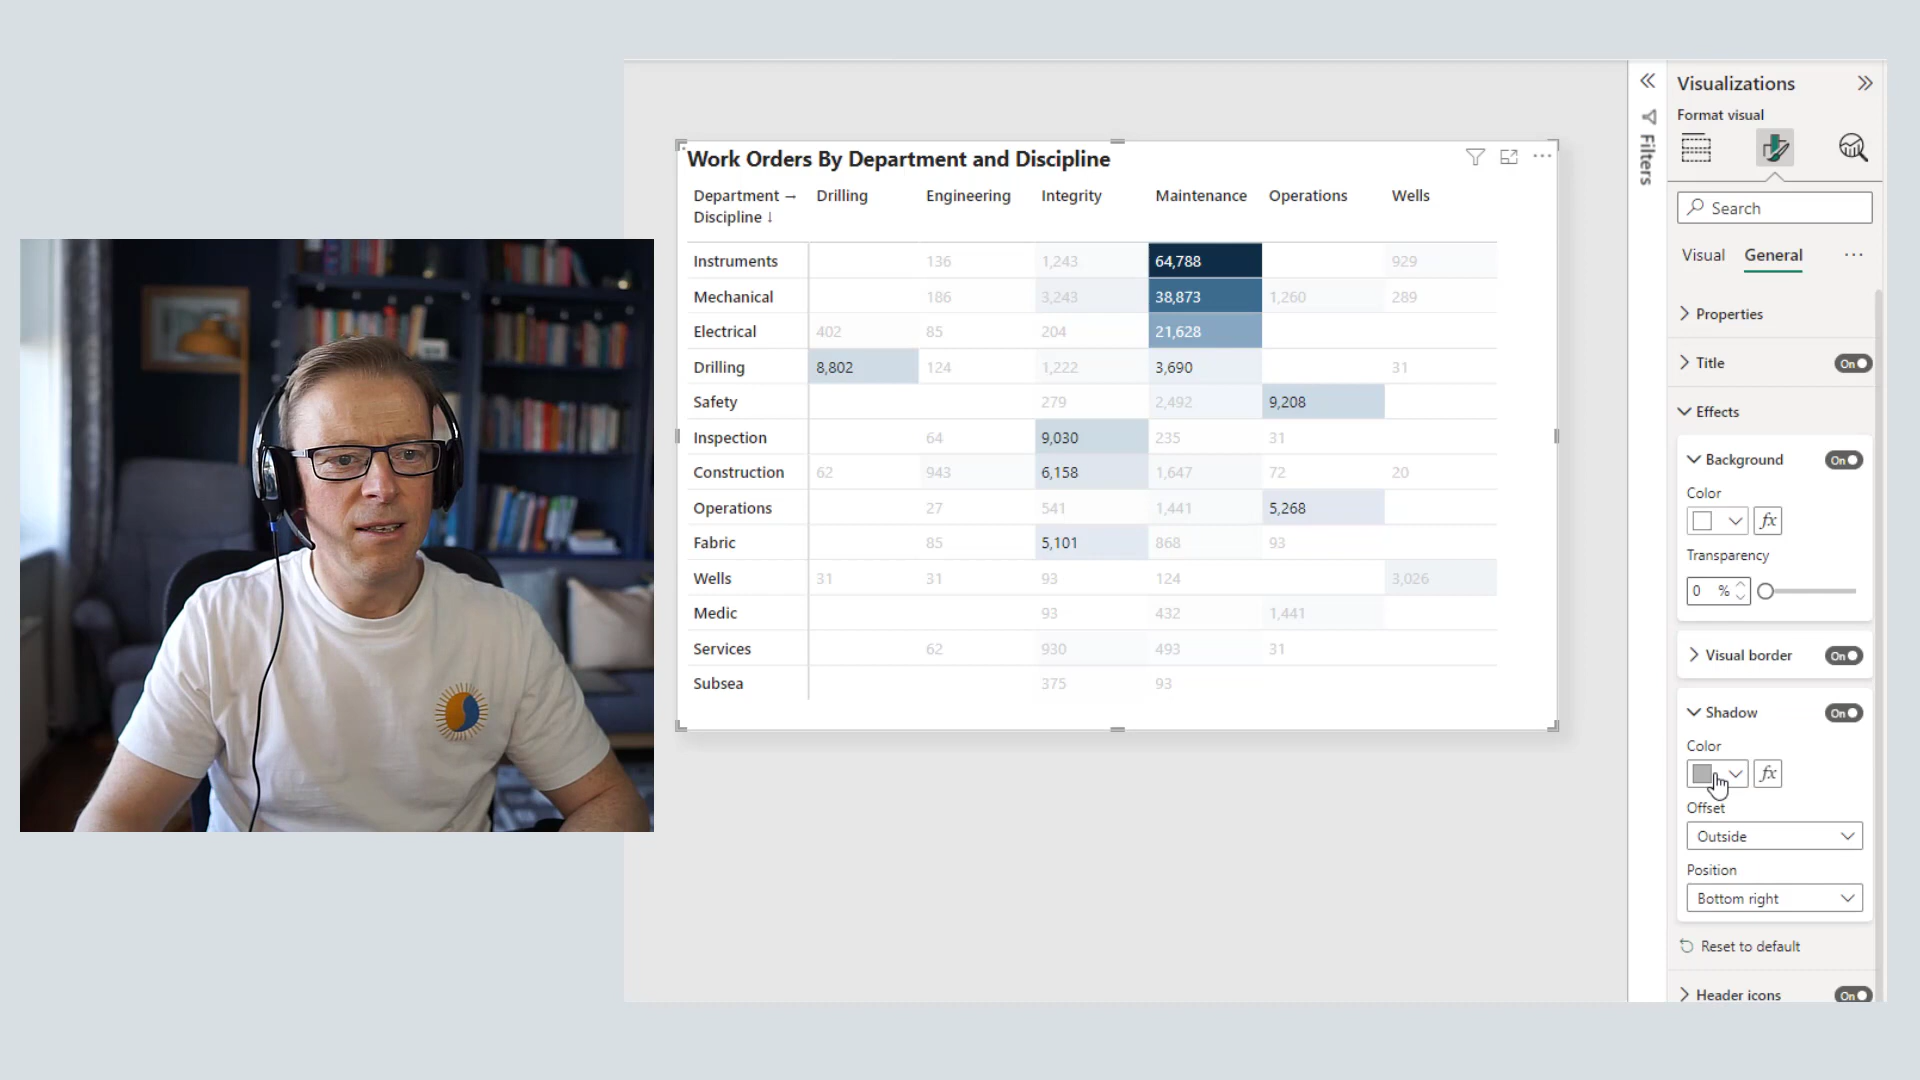 Work Orders By Department and Discipline
Department → Drilling Engineering Integrity Maintenance Operations Wells
Discipline ↓
Instruments 136 1,243 64,788 929
Mechanical 186 3,243 38,873 1,260 289
Electrical 402 85 204 21,628
Drilling 8,802 124 1,222 3,690 31
Safety 279 2,492 9,208
Inspection 64 9,030 235 31
Construction 62 943 6,158 1,647 72 20
Operations 27 541 1,441 5,268
Fabric 85 5,101 868 93
Wells 31 31 93 124 3,026
Medic 93 432 1,441
Services 62 930 493 31
Subsea 375 93
Filters
Visualizations
Format visual
Search
Visual General
Properties
Title On
Effects
Background On
Color
fx
Transparency
0 %
Visual border On
Shadow On
Color
fx
Offset
Outside
Position
Bottom right
Reset to default
Header icons On